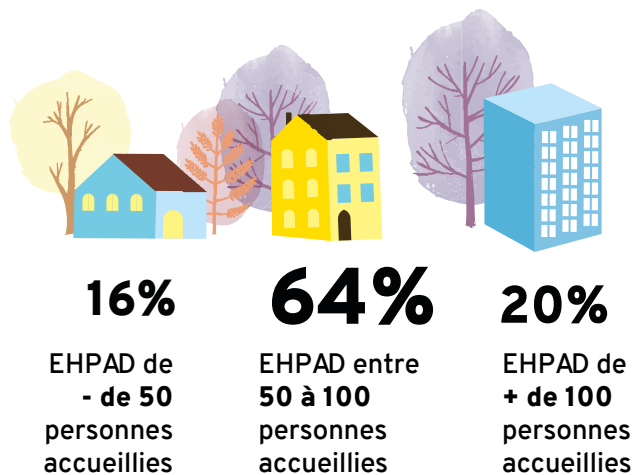 16%
EHPAD de
- de 50
personnes
accueillies
64%
EHPAD entre
50 à 100
personnes
accueillies
20%
EHPAD de
+ de 100
personnes
accueillies